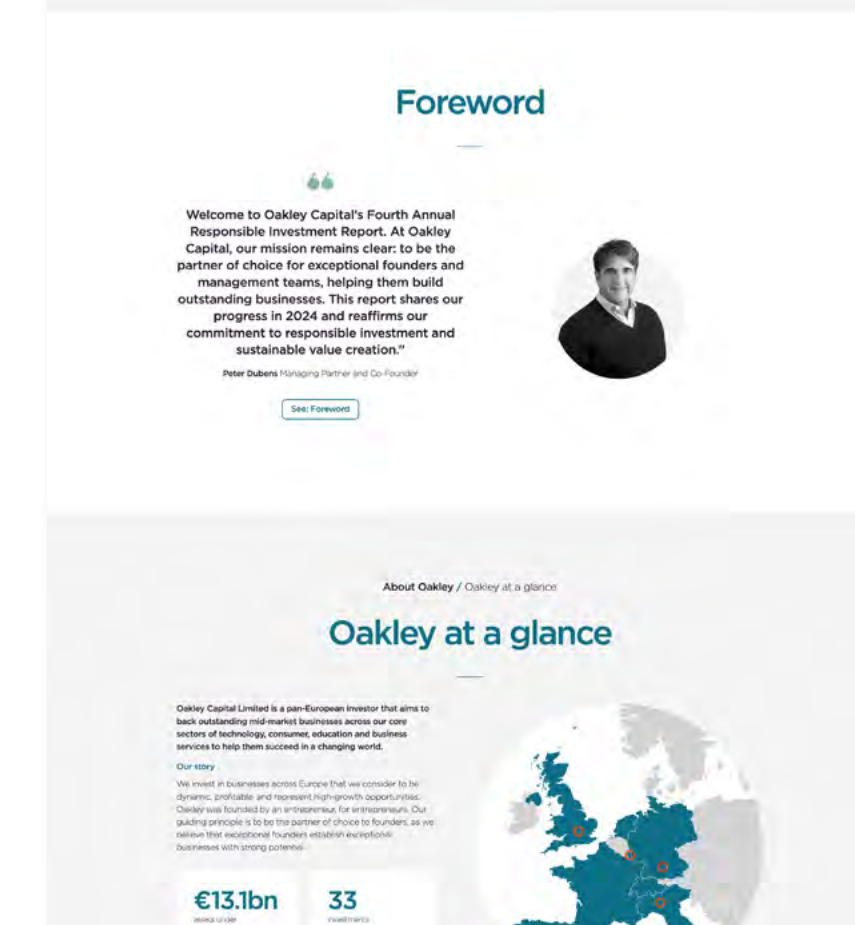 Foreword
Welcome to Oakley Capital's Fourth Annual
Responsible Investment Report. At Oakley
Capital, our mission remains clear: to be the
partner of choice for exceptional founders and
management teams, helping them build
outstanding businesses. This report shares our
progress in 2024 and reaffirms our
commitment to responsible investment and
sustainable value creation."
Peter Dubens Managing Partner and Co-Founder
See: Foreword
About Oakley / Oakley at a glance
Oakley at a glance
Oakley Capital Limited is a pan-European investor that aims to
back outstanding mid-market businesses across our core
sectors of technology, consumer, education and business
services to help them succeed in a changing world.
Our story
We invest in businesses across Europe that we consider to be
dynamic, profitable and represent high-growth opportunities.
Oakley was founded by an entrepreneur, for entrepreneurs. Our
guiding principle is to be the partner of choice to founders, as we
believe that exceptional founders establish exceptional
businesses with strong potential.
€13.1bn
assets under
33
investments